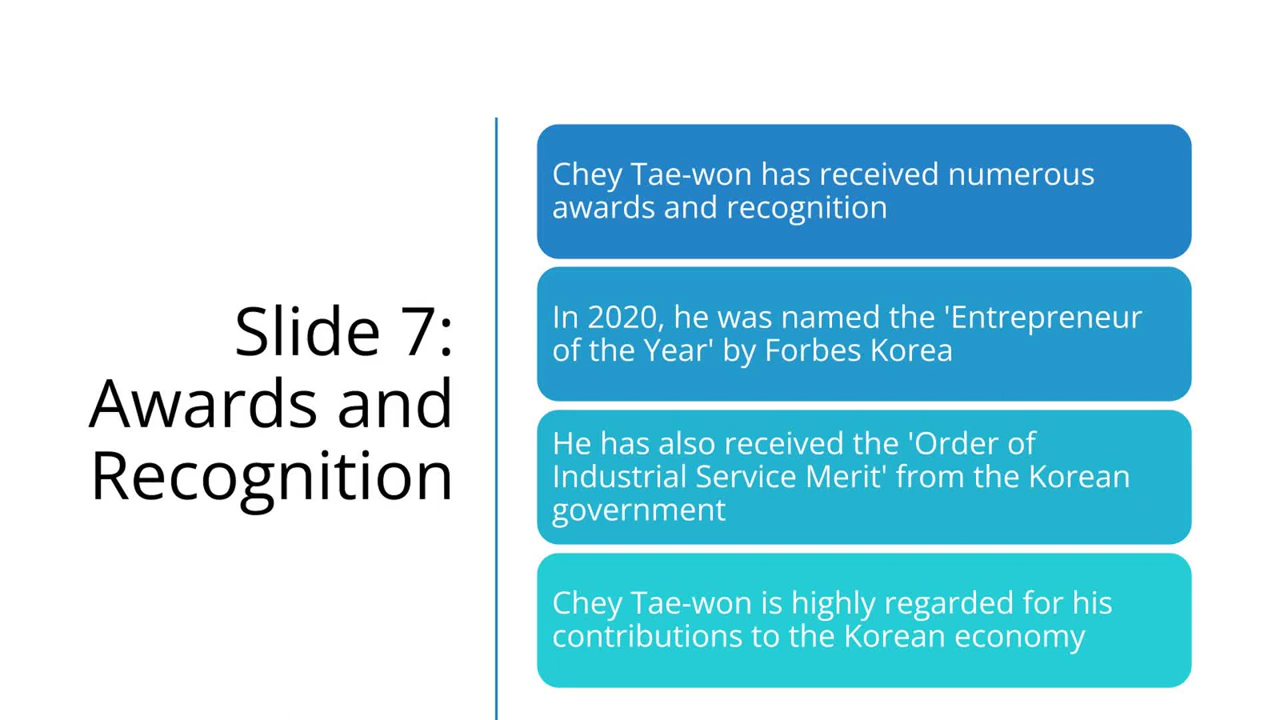 Slide 7:
Awards and
Recognition
Chey Tae-won has received numerous
awards and recognition
In 2020, he was named the 'Entrepreneur
of the Year' by Forbes Korea
He has also received the 'Order of
Industrial Service Merit' from the Korean
government
Chey Tae-won is highly regarded for his
contributions to the Korean economy